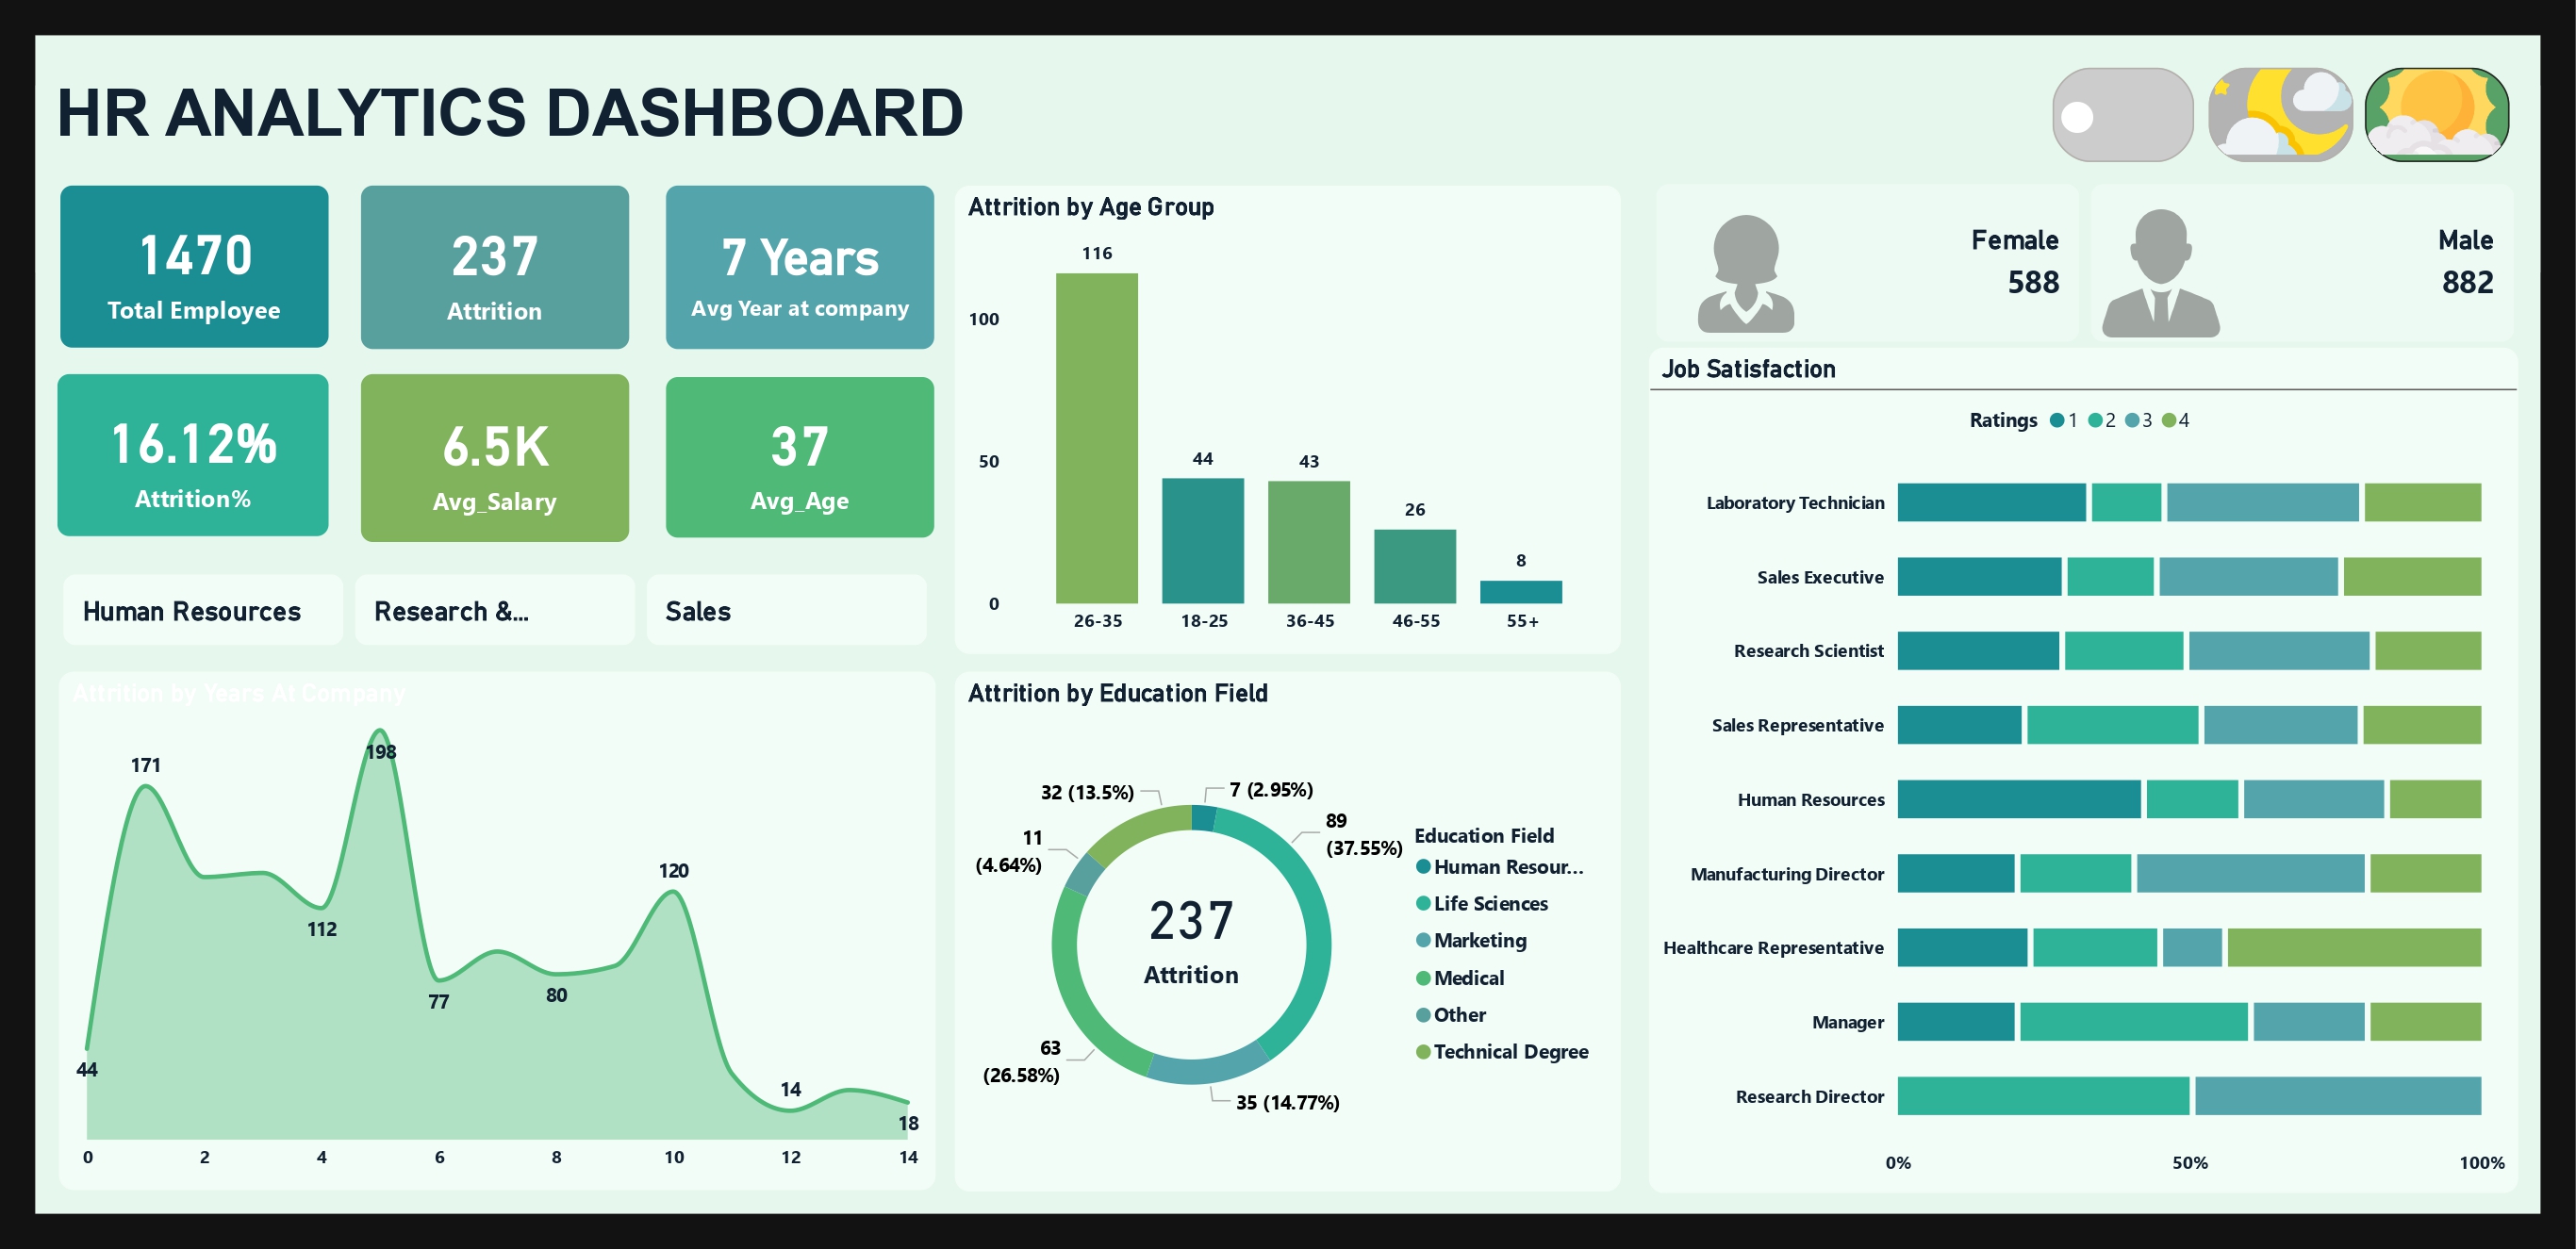 HR ANALYTICS DASHBOARD
1470
Total Employee
237
Attrition
7 Years
Avg Year at company
16.12%
Attrition%
6.5K
Avg_Salary
37
Avg_Age
Human Resources
Research &...
Sales
Attrition by Years At Company
171
198
112
120
77
80
44
14
18
0 2 4 6 8 10 12 14
Attrition by Age Group
116
100
44
43
50
26
8
0
26-35 18-25 36-45 46-55 55+
Attrition by Education Field
32 (13.5%)
7 (2.95%)
89
(37.55%)
11
(4.64%)
237
Attrition
63
(26.58%)
35 (14.77%)
Education Field
Human Resour...
Life Sciences
Marketing
Medical
Other
Technical Degree
Female
588
Male
882
Job Satisfaction
Ratings 1 2 3 4
Laboratory Technician
Sales Executive
Research Scientist
Sales Representative
Human Resources
Manufacturing Director
Healthcare Representative
Manager
Research Director
0% 50% 100%